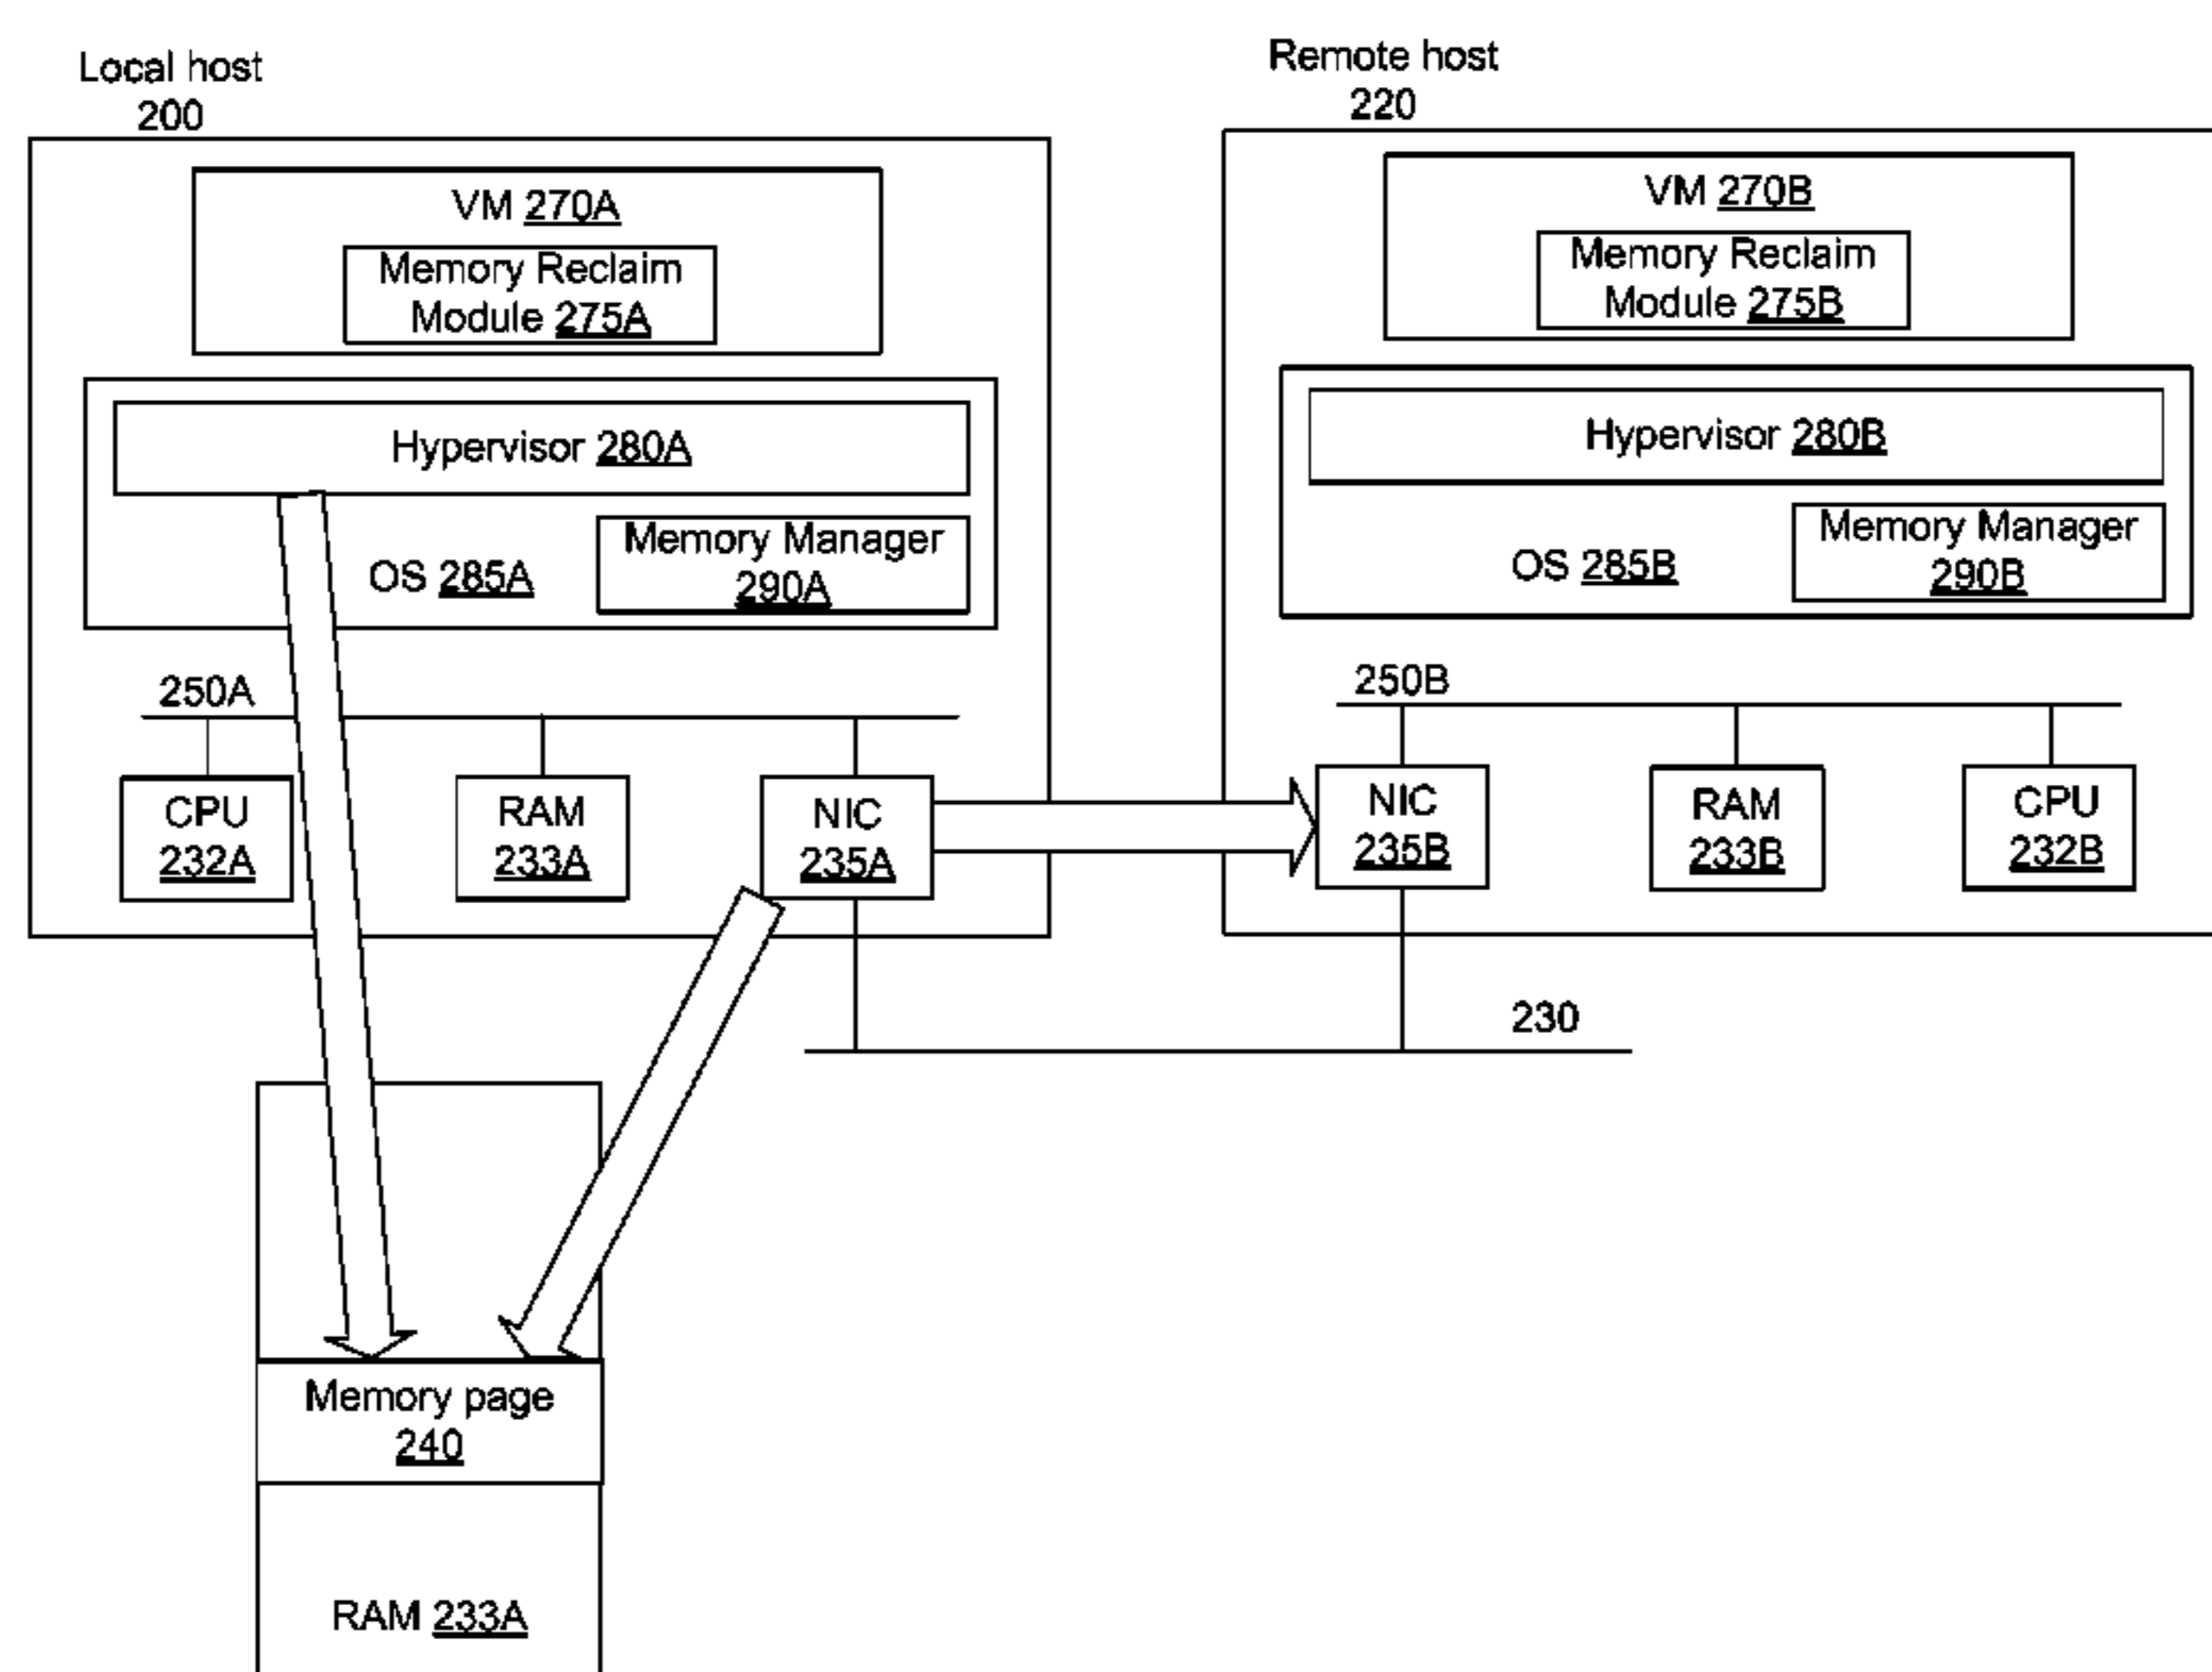 Local host
200
VM 270A
Memory Reclaim
Module 275A
Hypervisor 280A
OS 285A
Memory Manager
290A
250A
CPU
232A
RAM
233A
NIC
235A
Remote host
220
VM 270B
Memory Reclaim
Module 275B
Hypervisor 280B
OS 285B
Memory Manager
290B
250B
NIC
235B
RAM
233B
CPU
232B
230
Memory page
240
RAM 233A